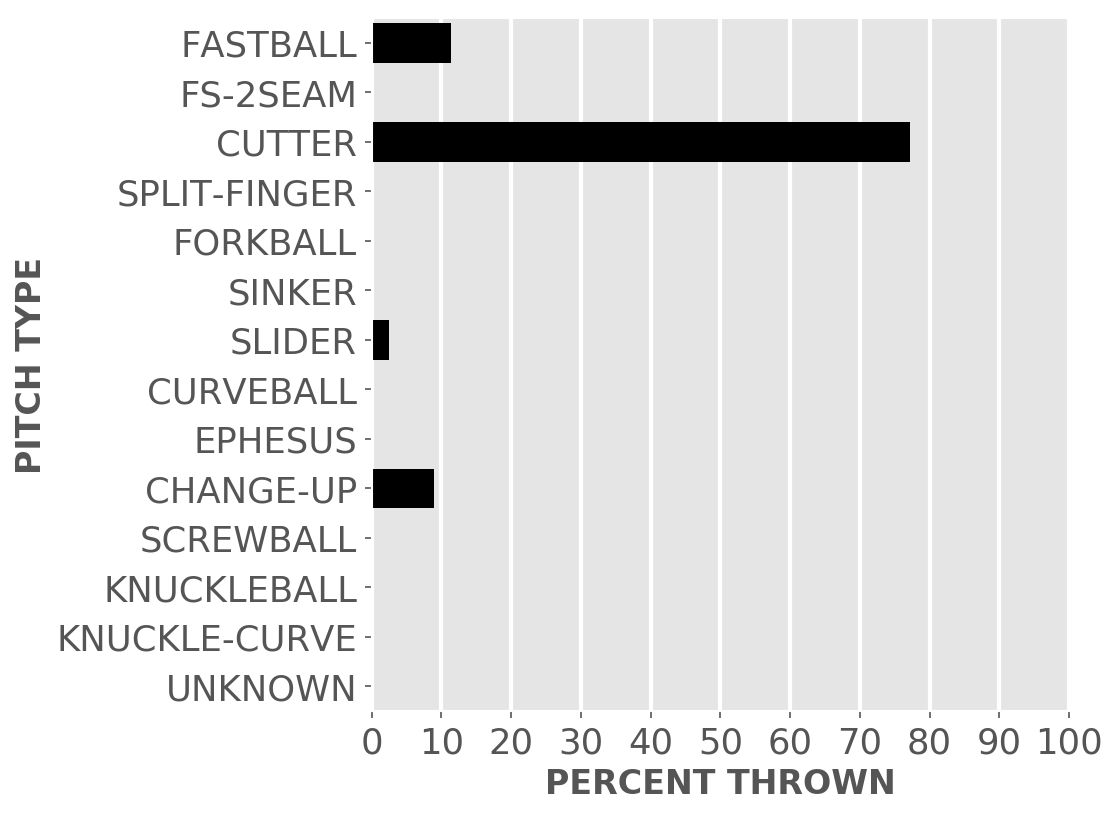 FASTBALL
FS-2SEAM
CUTTER
SPLIT-FINGER
FORKBALL
SINKER
SLIDER
CURVEBALL
EPHESUS
CHANGE-UP
SCREWBALL
KNUCKLEBALL
KNUCKLE-CURVE
UNKNOWN
PITCH TYPE
0 10 20 30 40 50 60 70 80 90 100
PERCENT THROWN